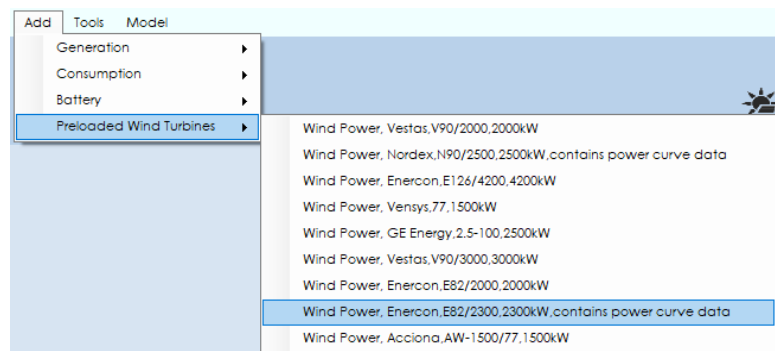 Add Tools Model
Generation
Consumption
Battery
Preloaded Wind Turbines
Wind Power, Vestas,V90/2000,2000kW
Wind Power, Nordex,N90/2500,2500kW,contains power curve data
Wind Power, Enercon,E126/4200,4200kW
Wind Power, Vensys,77,1500kW
Wind Power, GE Energy,2.5-100,2500kW
Wind Power, Vestas,V90/3000,3000kW
Wind Power, Enercon,E82/2000,2000kW
Wind Power, Enercon,E82/2300,2300kW,contains power curve data
Wind Power, Acciona,AW-1500/77,1500kW